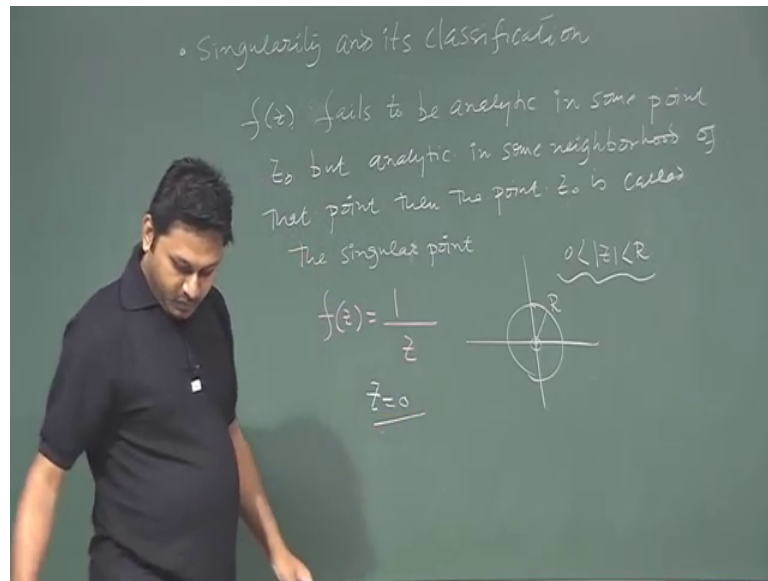 • Singularity and its classification
f(z) fails to be analytic in some point
z₀ but analytic in some neighborhood of
that point then the point z₀ is called
the singular point
0<|z|<R
f(z)=1/z
R
z=0